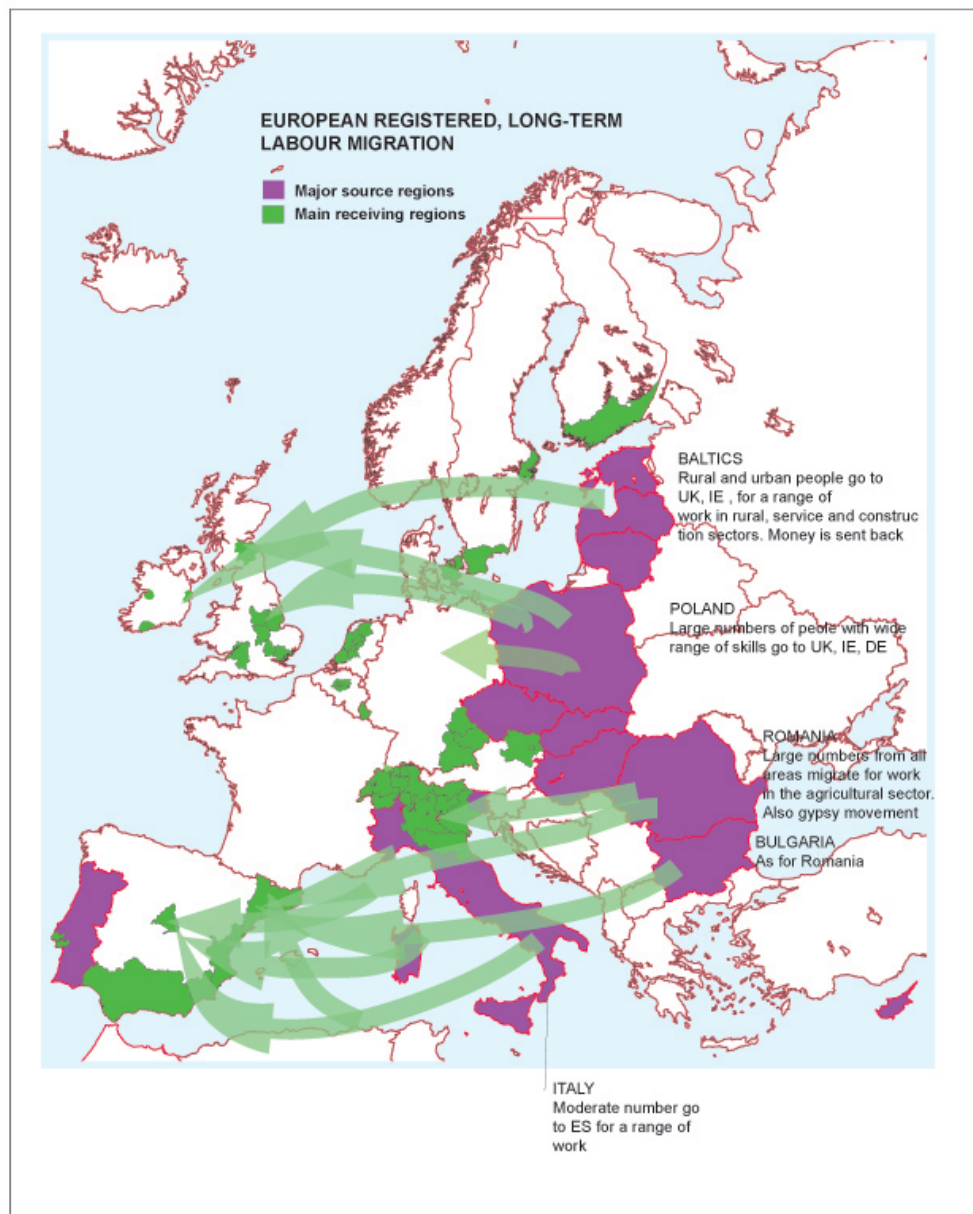 EUROPEAN REGISTERED, LONG-TERM
LABOUR MIGRATION
Major source regions
Main receiving regions
BALTICS
Rural and urban people go to
UK, IE , for a range of
work in rural, service and construc
tion sectors. Money is sent back
POLAND
Large numbers of peole with wide
range of skills go to UK, IE, DE
ROMANIA
Large numbers from all
areas migrate for work
in the agricultural sector.
Also gypsy movement
BULGARIA
As for Romania
ITALY
Moderate number go
to ES for a range of
work